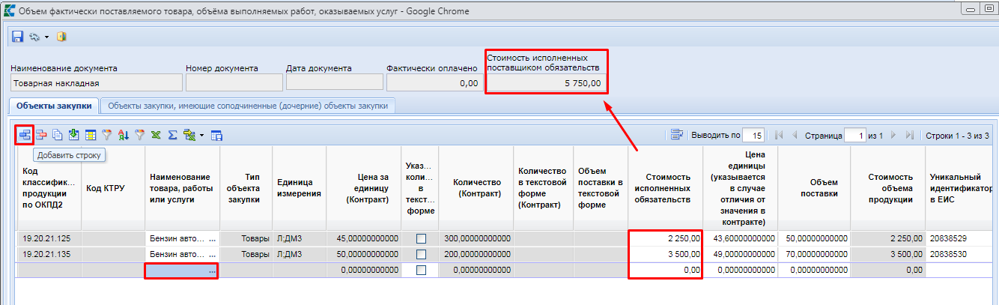 Объем фактически поставляемого товара, объёма выполняемых работ, оказываемых услуг - Google Chrome
Наименование документа
Номер документа
Дата документа
Фактически оплачено
Стоимость исполненных
поставщиком обязательств
Товарная накладная
0,00
5 750,00
Объекты закупки
Объекты закупки, имеющие соподчиненные (дочерние) объекты закупки
Выводить по 15
Страница 1 из 1
Строки 1 - 3 из 3
Добавить строку
Код
классифик...
продукции
по ОКПД2
Код КТРУ
Наименование
товара, работы
или услуги
Тип
объекта
закупки
Единица
измерения
Цена за
единицу
(Контракт)
Указ...
коли...
в
текст...
форме
Количество
(Контракт)
Количество
в текстовой
форме
(Контракт)
Объем
поставки в
текстовой
форме
Стоимость
исполненных
обязательств
Цена
единицы
(указывается
в случае
отличия от
значения в
контракте)
Объем
поставки
Стоимость
объема
продукции
Уникальный
идентификатор
в ЕИС
19.20.21.125 Бензин авто... ... Товары Л;ДМ3 45,00000000000 300,00000000000 2 250,00 43,60000000000 50,00000000000 2 250,00 20838529
19.20.21.135 Бензин авто... ... Товары Л;ДМ3 50,00000000000 200,00000000000 3 500,00 49,00000000000 70,00000000000 3 500,00 20838530
... 0,00000000000 0,00000000000 0,00 0,00000000000 0,00000000000 0,00